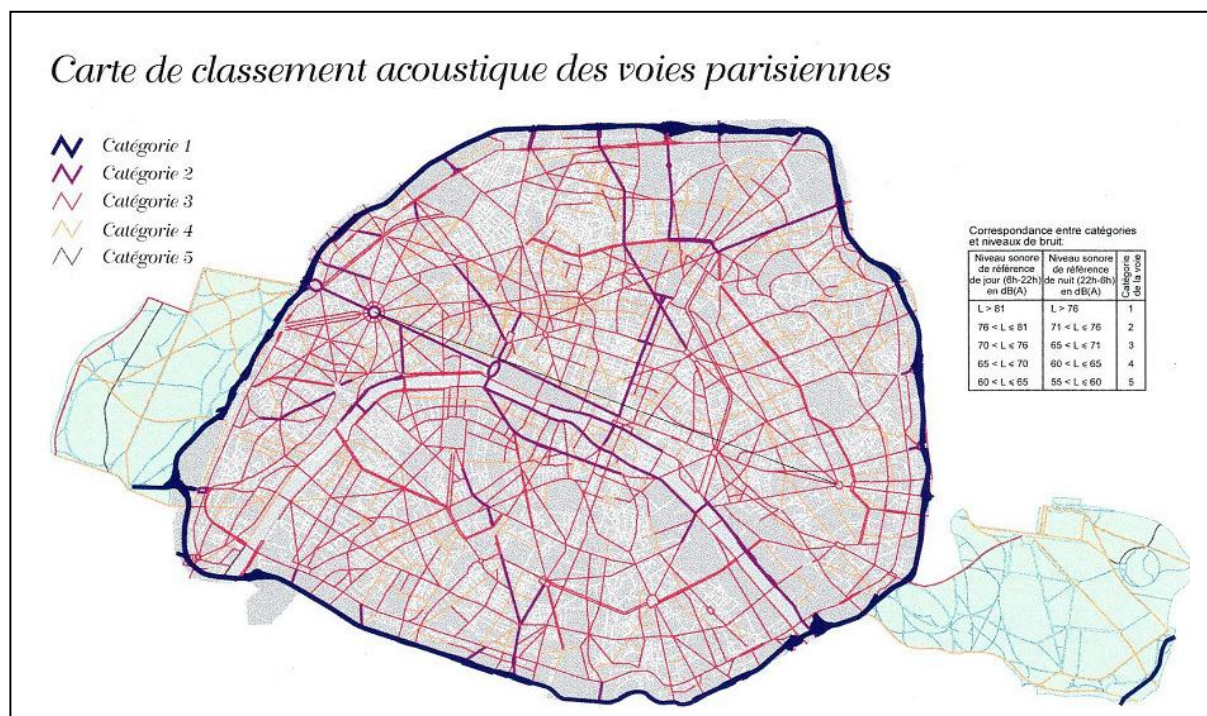 Carte de classement acoustique des voies parisiennes
Catégorie 1
Catégorie 2
Catégorie 3
Catégorie 4
Catégorie 5
Correspondance entre catégories
et niveaux de bruit:
Niveau sonore
de référence
de jour (6h-22h)
en dB(A)
Niveau sonore
de référence
de nuit (22h-6h)
en dB(A)
Catégorie
de la voie
L > 81 L > 76 1
76 < L ⩽ 81 71 < L ⩽ 76 2
70 < L ⩽ 76 65 < L ⩽ 71 3
65 < L ⩽ 70 60 < L ⩽ 65 4
60 < L ⩽ 65 55 < L ⩽ 60 5